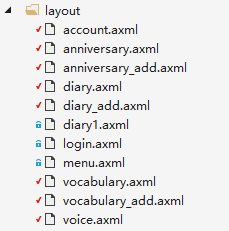 layout
account.axml
anniversary.axml
anniversary_add.axml
diary.axml
diary_add.axml
diary1.axml
login.axml
menu.axml
vocabulary.axml
vocabulary_add.axml
voice.axml